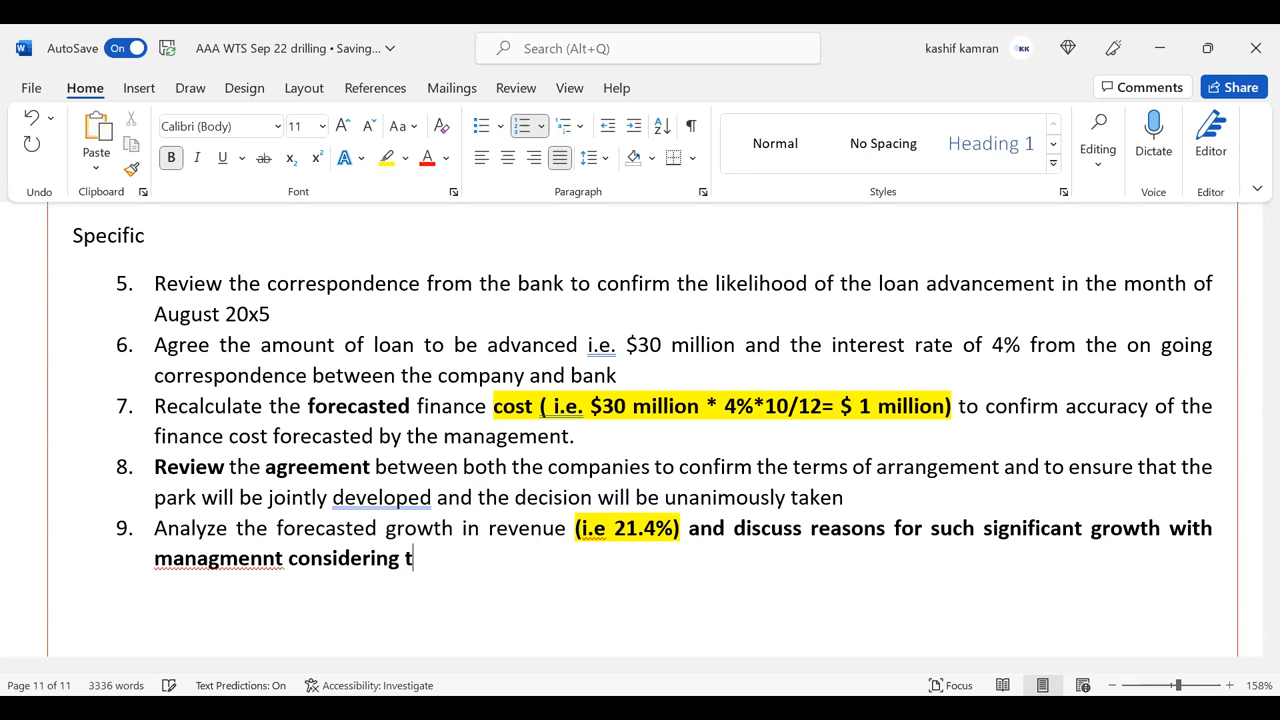 AutoSave On AAA WTS Sep 22 drilling • Saving... Search (Alt+Q) kashif kamran KK
File Home Insert Draw Design Layout References Mailings Review View Help Comments Share
Calibri (Body) 11 Aa Normal No Spacing Heading 1
Paste Editing Dictate Editor
Undo Clipboard Font Paragraph Styles Voice Editor
Specific
5. Review the correspondence from the bank to confirm the likelihood of the loan advancement in the month of
August 20x5
6. Agree the amount of loan to be advanced i.e. $30 million and the interest rate of 4% from the on going
correspondence between the company and bank
7. Recalculate the forecasted finance cost ( i.e. $30 million * 4%*10/12= $ 1 million) to confirm accuracy of the
finance cost forecasted by the management.
8. Review the agreement between both the companies to confirm the terms of arrangement and to ensure that the
park will be jointly developed and the decision will be unanimously taken
9. Analyze the forecasted growth in revenue (i.e 21.4%) and discuss reasons for such significant growth with
managmennt considering t
Page 11 of 11 3336 words Text Predictions: On Accessibility: Investigate Focus 158%